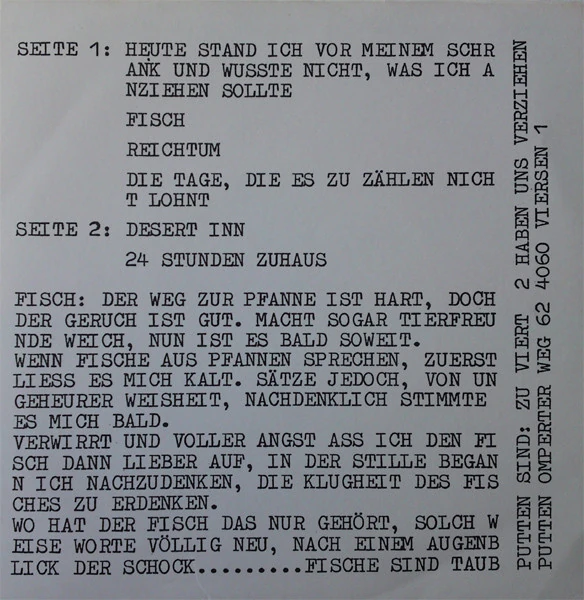 SEITE 1: HEUTE STAND ICH VOR MEINEM SCHR
ANK UND WUSSTE NICHT, WAS ICH A
NZIEHEN SOLLTE
FISCH
REICHTUM
DIE TAGE, DIE ES ZU ZÄHLEN NICH
T LOHNT
SEITE 2: DESERT INN
24 STUNDEN ZUHAUS
FISCH: DER WEG ZUR PFANNE IST HART, DOCH
DER GERUCH IST GUT. MACHT SOGAR TIERFREU
NDE WEICH, NUN IST ES BALD SOWEIT.
WENN FISCHE AUS PFANNEN SPRECHEN, ZUERST
LIESS ES MICH KALT. SÄTZE JEDOCH, VON UN
GEHEURER WEISHEIT, NACHDENKLICH STIMMTE
ES MICH BALD.
VERWIRRT UND VOLLER ANGST ASS ICH DEN FI
SCH DANN LIEBER AUF, IN DER STILLE BEGAN
N ICH NACHZUDENKEN, DIE KLUGHEIT DES FIS
CHES ZU ERDENKEN.
WO HAT DER FISCH DAS NUR GEHÖRT, SOLCH W
EISE WORTE VÖLLIG NEU, NACH EINEM AUGENB
LICK DER SCHOCK.........FISCHE SIND TAUB
PUTTEN SIND: ZU VIERT 2 HABEN UNS VERZIEHEN
PUTTEN OMPERTER WEG 62 4060 VIERSEN 1